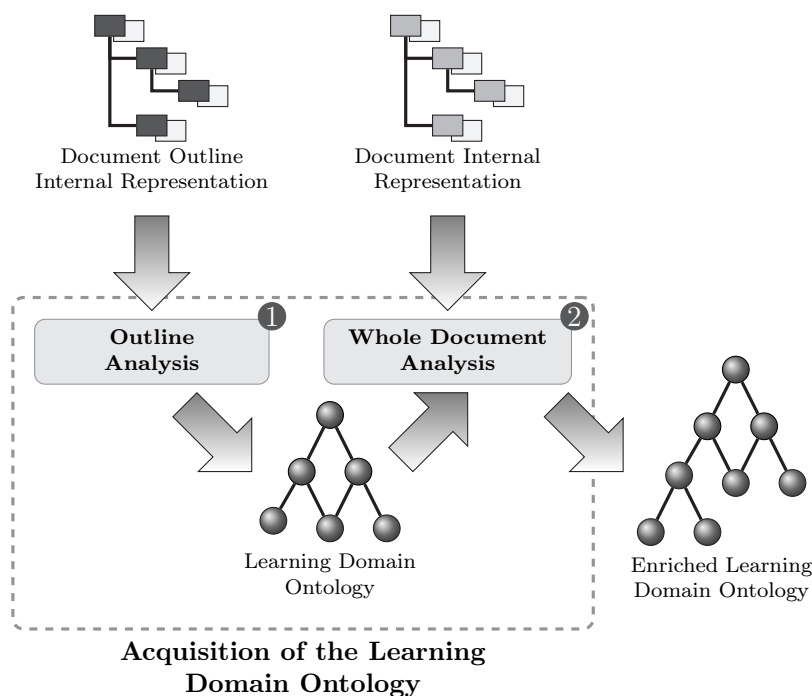 Document Outline
Internal Representation
Document Internal
Representation
1
Outline
Analysis
2
Whole Document
Analysis
Learning Domain
Ontology
Enriched Learning
Domain Ontology
Acquisition of the Learning
Domain Ontology